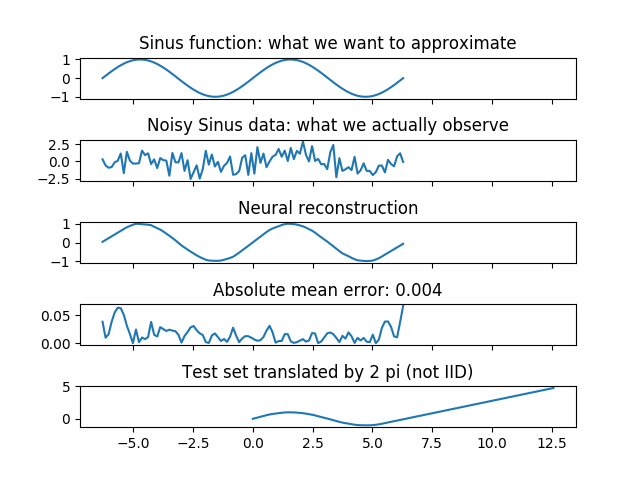 Sinus function: what we want to approximate
1
0
−1
Noisy Sinus data: what we actually observe
2.5
0.0
−2.5
Neural reconstruction
1
0
−1
Absolute mean error: 0.004
0.05
0.00
Test set translated by 2 pi (not IID)
5
0
−5.0 −2.5 0.0 2.5 5.0 7.5 10.0 12.5